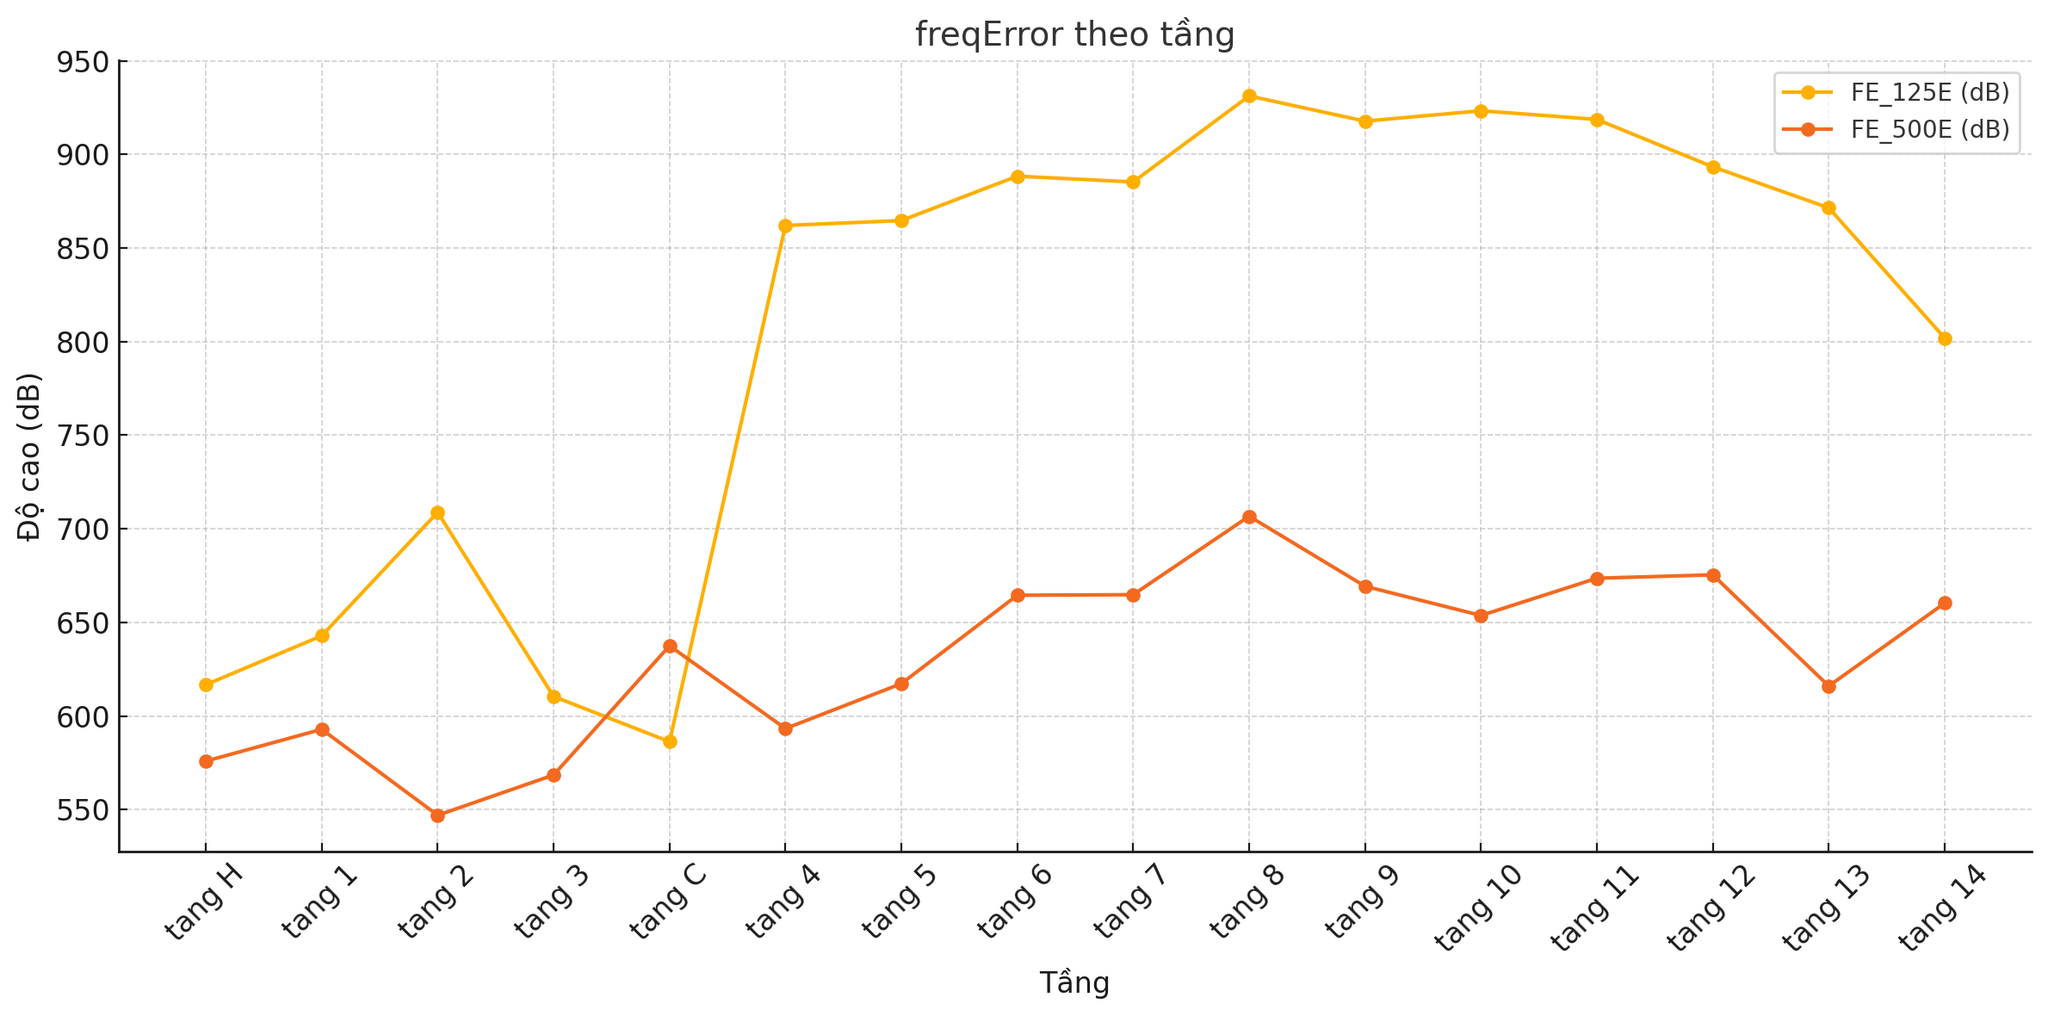 freqError theo tầng
FE_125E (dB)
FE_500E (dB)
Độ cao (dB)
950
900
850
800
750
700
650
600
550
tang H
tang 1
tang 2
tang 3
tang C
tang 4
tang 5
tang 6
tang 7
tang 8
tang 9
tang 10
tang 11
tang 12
tang 13
tang 14
Tầng